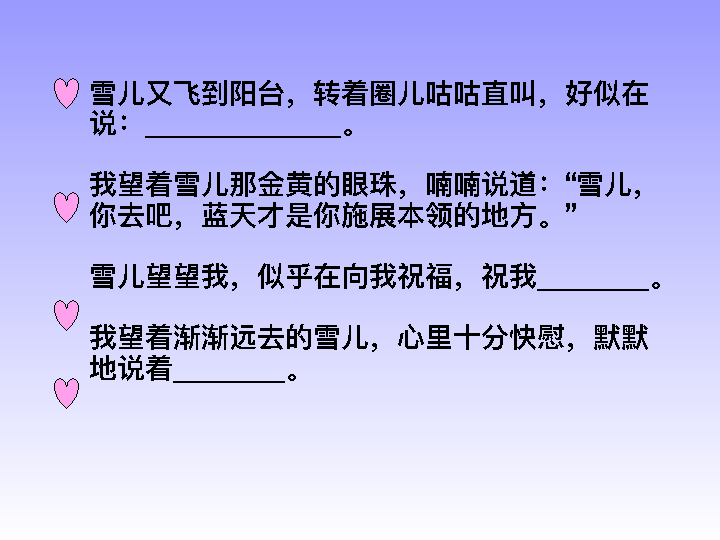 雪儿又飞到阳台，转着圈儿咕咕直叫，好似在
说：______________。
我望着雪儿那金黄的眼珠，喃喃说道：“雪儿，
你去吧，蓝天才是你施展本领的地方。”
雪儿望望我，似乎在向我祝福，祝我________。
我望着渐渐远去的雪儿，心里十分快慰，默默
地说着________。